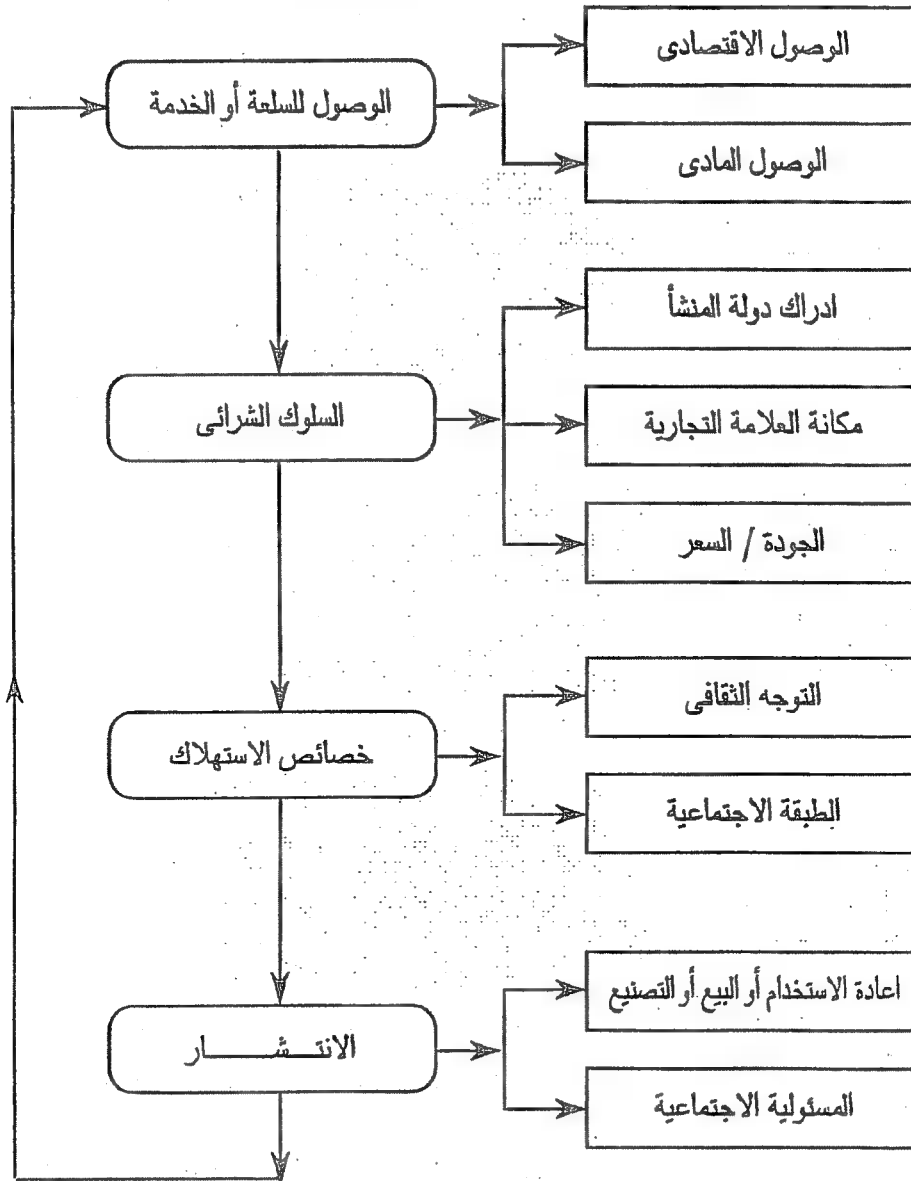 الوصول للسلعة أو الخدمة
الوصول الاقتصادى
الوصول المادى
السلوك الشرائى
ادراك دولة المنشأ
مكانة العلامة التجارية
الجودة / السعر
خصائص الاستهلاك
التوجه الثقافى
الطبقة الاجتماعية
الانتـــشـــــــار
اعادة الاستخدام أو البيع أو التصنيع
المسئولية الاجتماعية